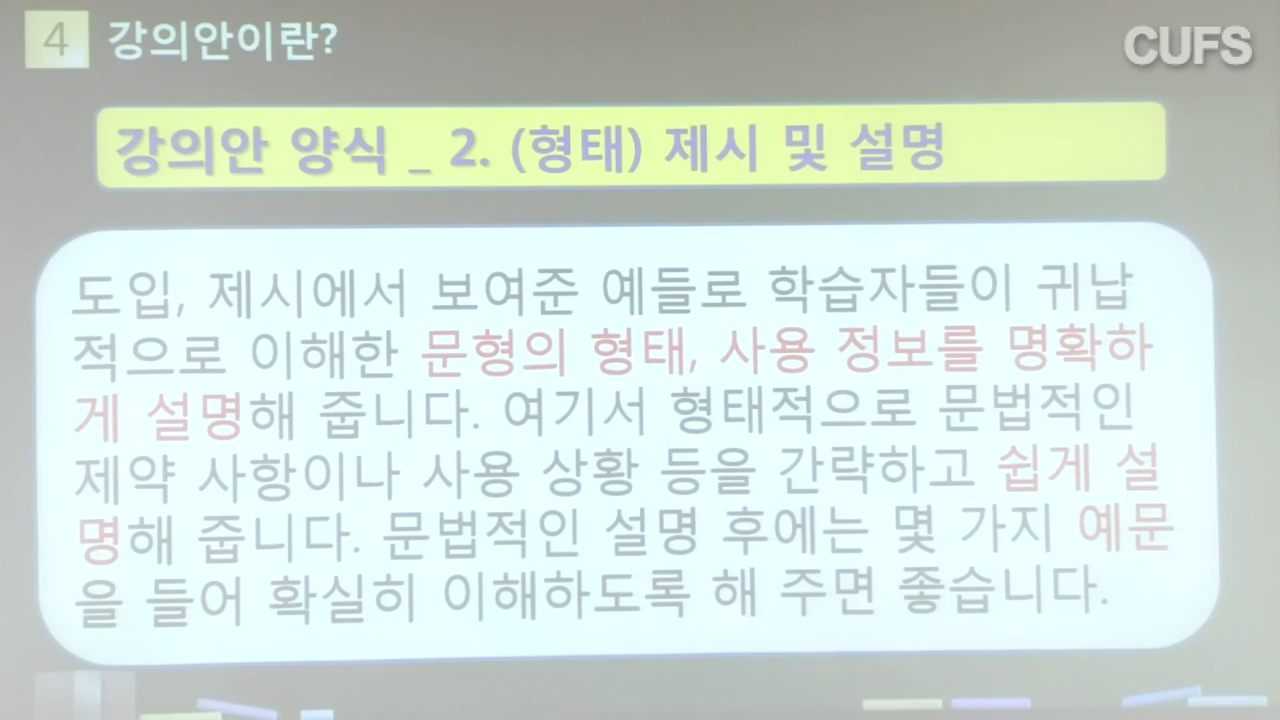 4 강의안이란?
CUFS
강의안 양식 _ 2. (형태) 제시 및 설명
도입, 제시에서 보여준 예들로 학습자들이 귀납
적으로 이해한 문형의 형태, 사용 정보를 명확하
게 설명해 줍니다. 여기서 형태적으로 문법적인
제약 사항이나 사용 상황 등을 간략하고 쉽게 설
명해 줍니다. 문법적인 설명 후에는 몇 가지 예문
을 들어 확실히 이해하도록 해 주면 좋습니다.